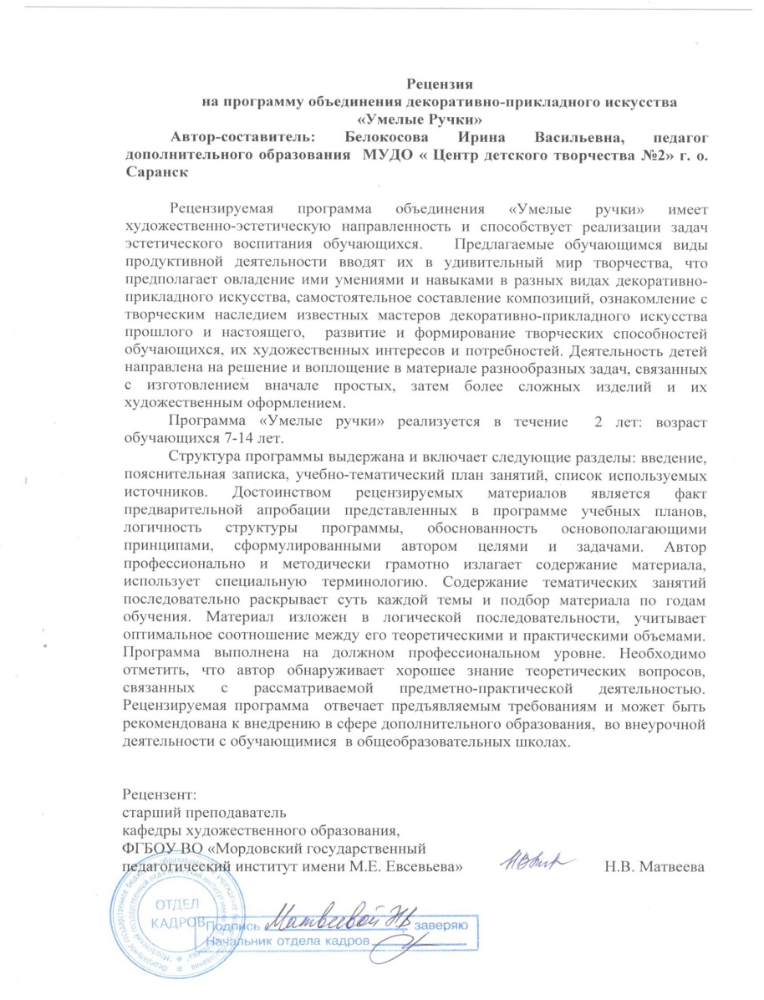 Рецензия
на программу объединения декоративно-прикладного искусства
«Умелые Ручки»
Автор-составитель: Белокосова Ирина Васильевна, педагог
дополнительного образования МУДО « Центр детского творчества №2» г. о.
Саранск
Рецензируемая программа объединения «Умелые ручки» имеет
художественно-эстетическую направленность и способствует реализации задач
эстетического воспитания обучающихся. Предлагаемые обучающимся виды
продуктивной деятельности вводят их в удивительный мир творчества, что
предполагает овладение ими умениями и навыками в разных видах декоративно-
прикладного искусства, самостоятельное составление композиций, ознакомление с
творческим наследием известных мастеров декоративно-прикладного искусства
прошлого и настоящего, развитие и формирование творческих способностей
обучающихся, их художественных интересов и потребностей. Деятельность детей
направлена на решение и воплощение в материале разнообразных задач, связанных
с изготовлением вначале простых, затем более сложных изделий и их
художественным оформлением.
Программа «Умелые ручки» реализуется в течение 2 лет: возраст
обучающихся 7-14 лет.
Структура программы выдержана и включает следующие разделы: введение,
пояснительная записка, учебно-тематический план занятий, список используемых
источников. Достоинством рецензируемых материалов является факт
предварительной апробации представленных в программе учебных планов,
логичность структуры программы, обоснованность основополагающими
принципами, сформулированными автором целями и задачами. Автор
профессионально и методически грамотно излагает содержание материала,
использует специальную терминологию. Содержание тематических занятий
последовательно раскрывает суть каждой темы и подбор материала по годам
обучения. Материал изложен в логической последовательности, учитывает
оптимальное соотношение между его теоретическими и практическими объемами.
Программа выполнена на должном профессиональном уровне. Необходимо
отметить, что автор обнаруживает хорошее знание теоретических вопросов,
связанных с рассматриваемой предметно-практической деятельностью.
Рецензируемая программа отвечает предъявляемым требованиям и может быть
рекомендована к внедрению в сфере дополнительного образования, во внеурочной
деятельности с обучающимися в общеобразовательных школах.
Рецензент:
старший преподаватель
кафедры художественного образования,
ФГБОУ ВО «Мордовский государственный
педагогический институт имени М.Е. Евсевьева» Н.В. Матвеева
ОТДЕЛ
КАДРОВ
Подпись Матвеевой Н.В. заверяю
Начальник отдела кадров